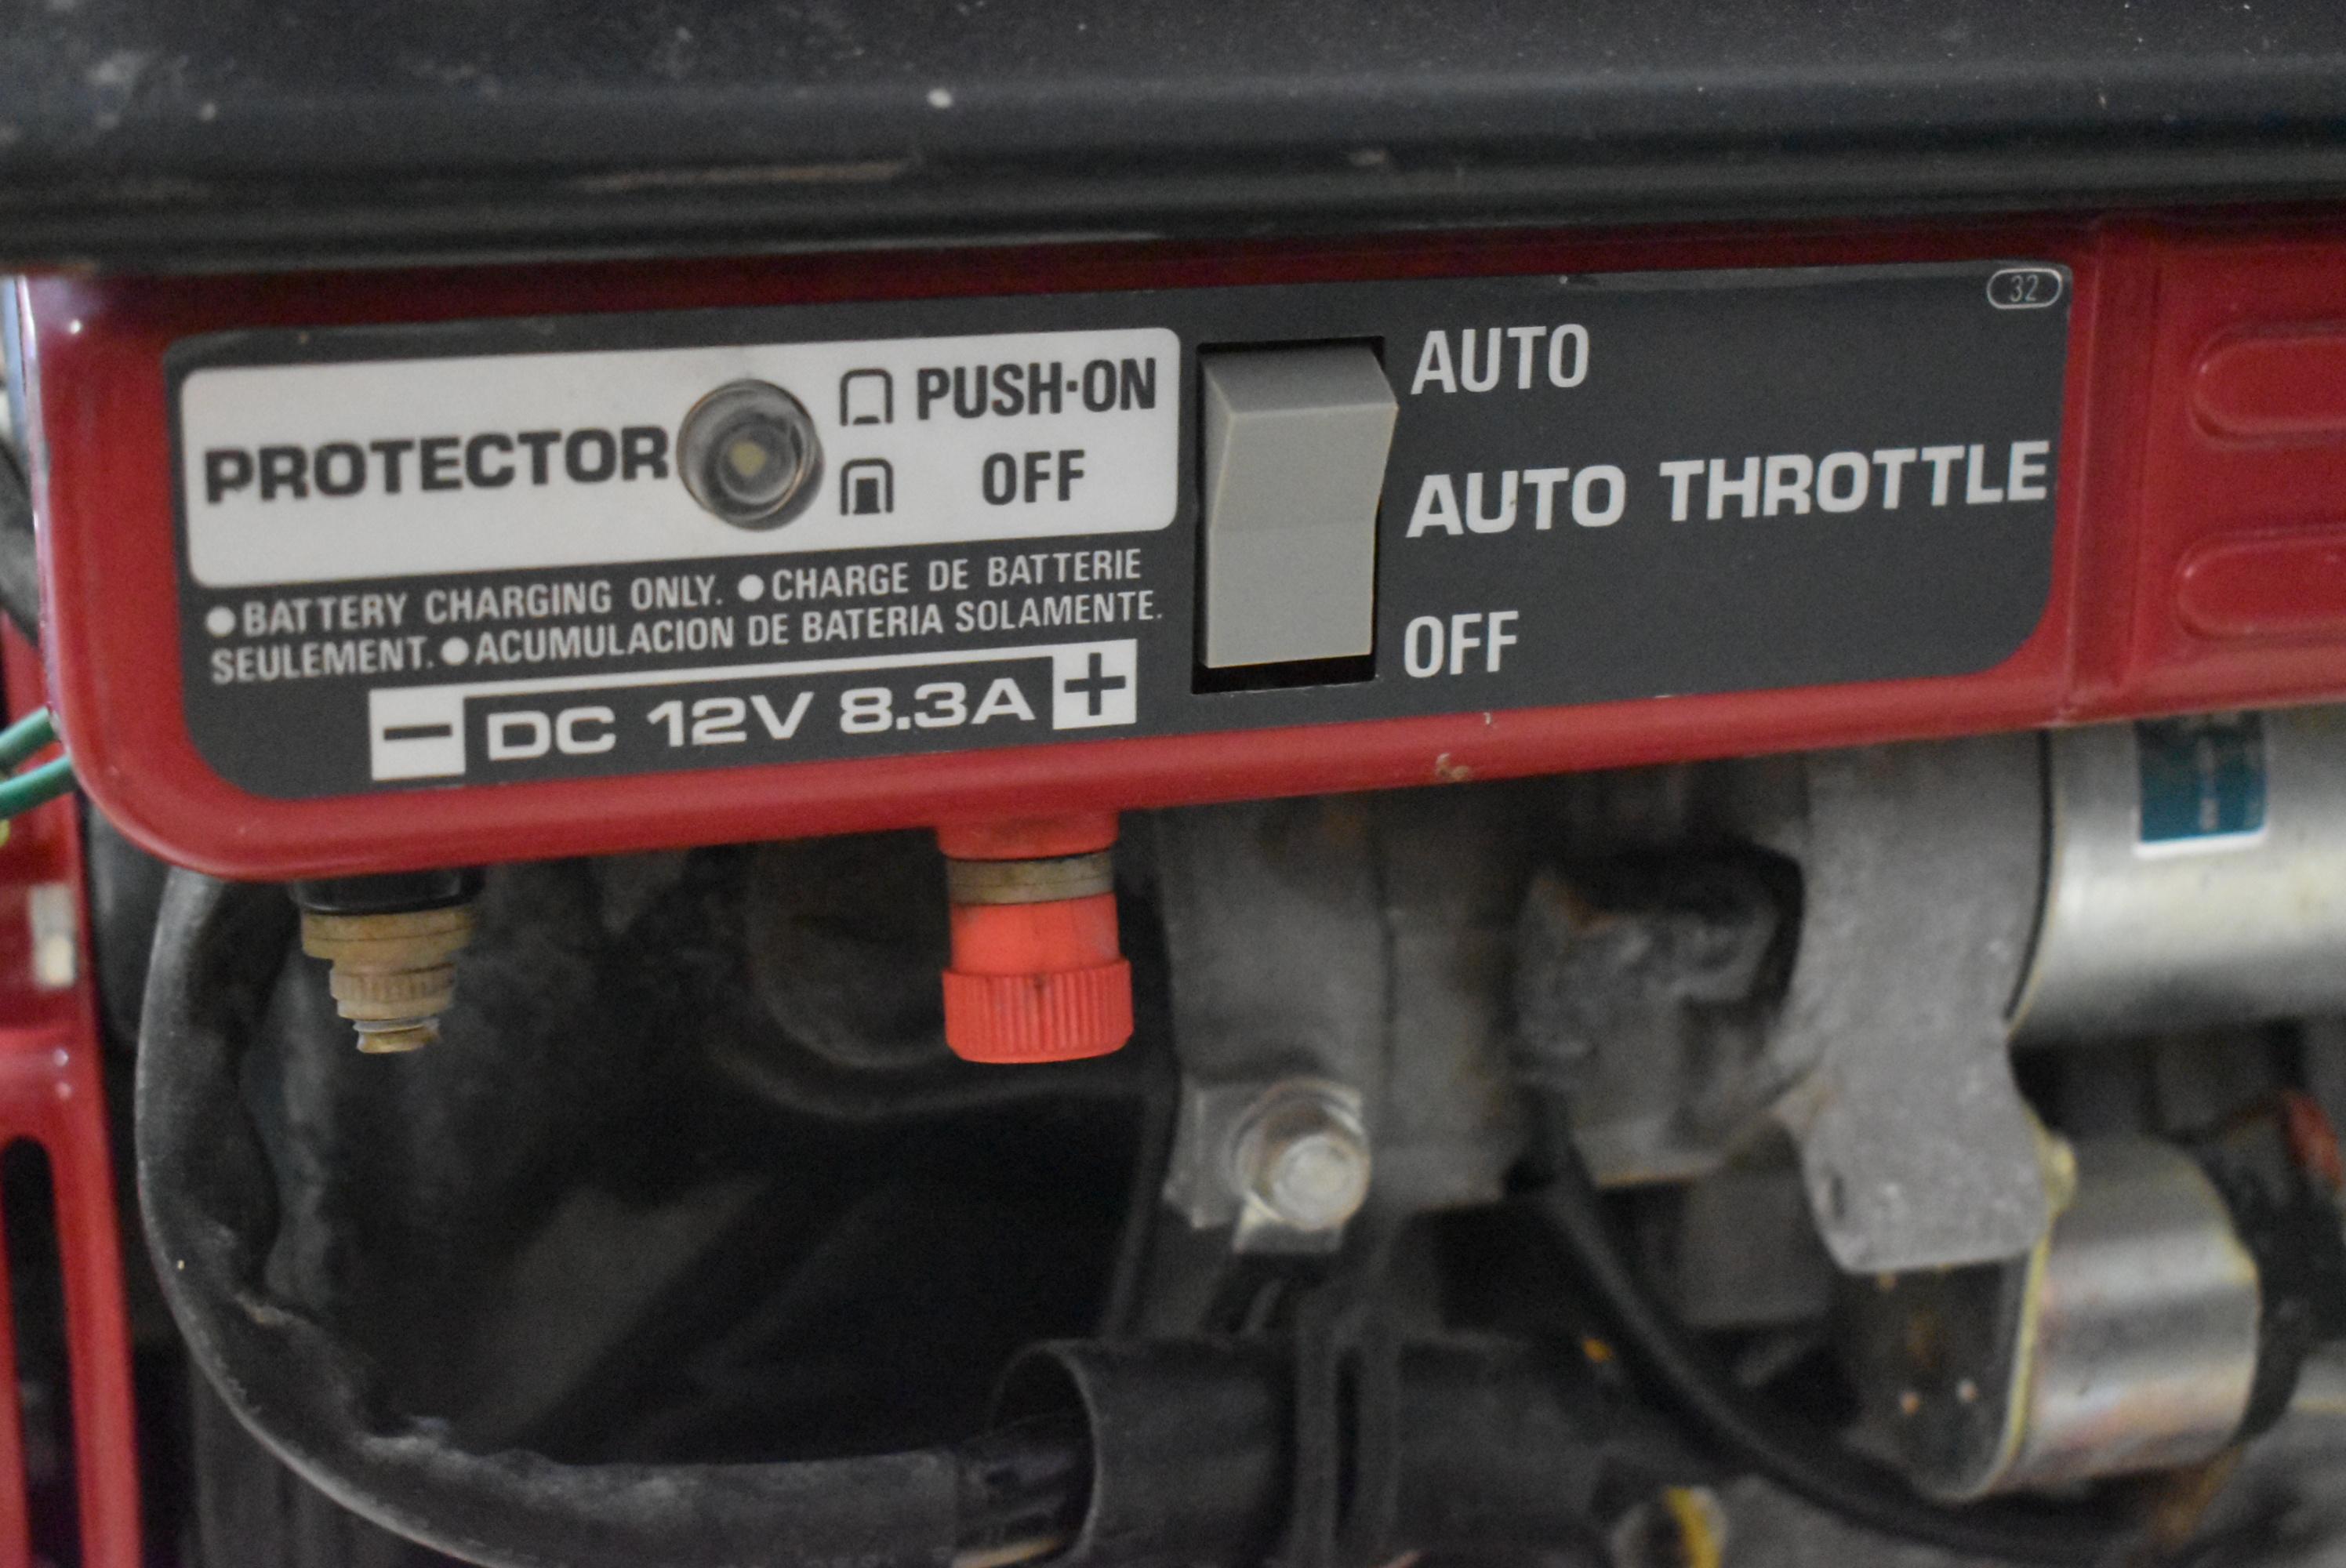 32
PROTECTOR
PUSH·ON
OFF
●BATTERY CHARGING ONLY. ●CHARGE DE BATTERIE
SEULEMENT. ●ACUMULACION DE BATERIA SOLAMENTE.
− DC 12V 8.3A +
AUTO
AUTO THROTTLE
OFF